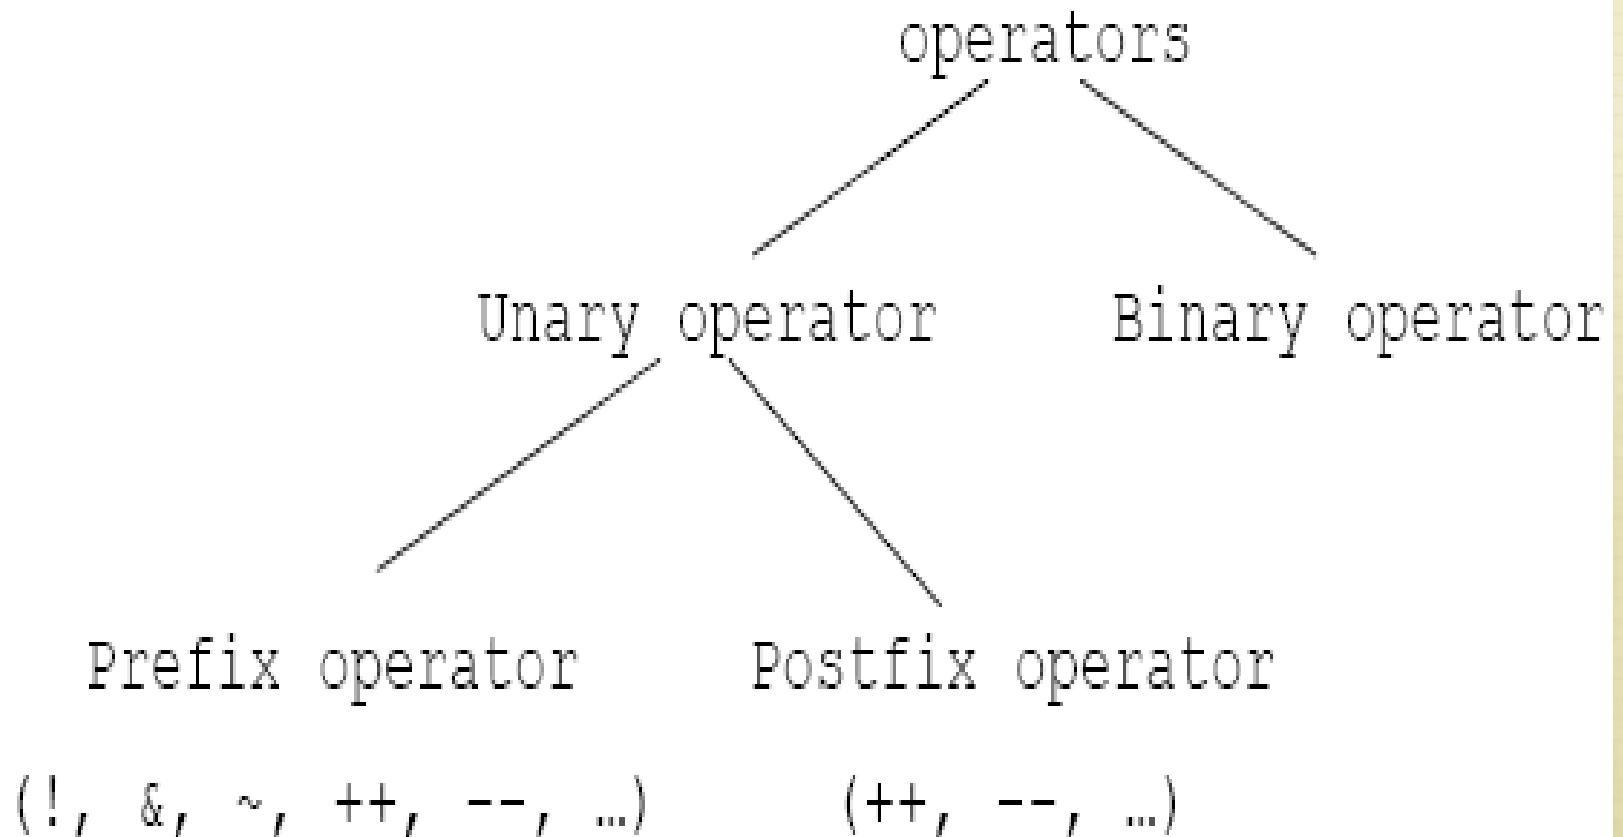 operators
Unary operator Binary operator
Prefix operator Postfix operator
(!, &, ~, ++, --, …) (++, --, …)